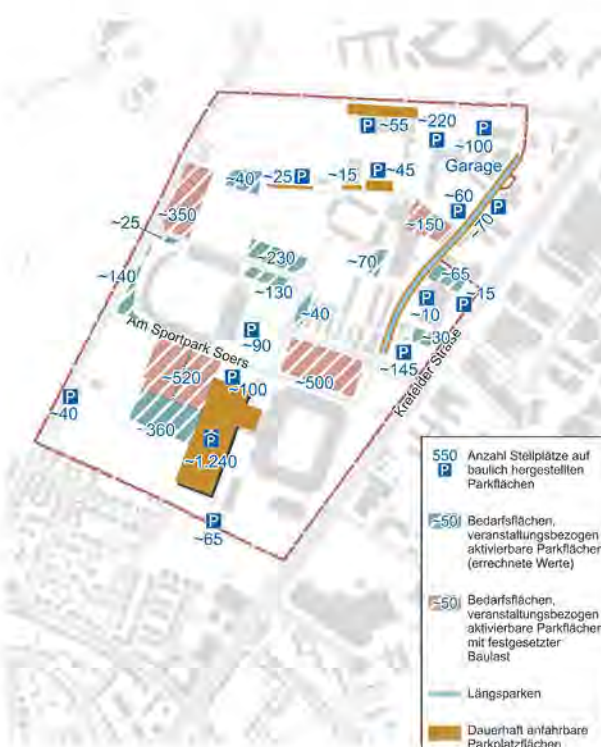 ~220
P ~55
P
P
~100
Garage
~40
~25 P
~15
P ~45
~350
~60
P
P
~70
~150
~25
~230
~70
~65
~140
~130
~15
P
P
~10
~40
~30
Am Sportpark Soers
P
~90
P
~145
Krefelder Straße
~520
P
~100
~500
P
~40
~360
P
~1.240
P
~65
550 Anzahl Stellplätze auf
P baulich hergestellten
Parkflächen
~50 Bedarfsflächen,
veranstaltungsbezogen
aktivierbare Parkflächen
(errechnete Werte)
~50 Bedarfsflächen,
veranstaltungsbezogen
aktivierbare Parkflächen
mit festgesetzter
Baulast
Längsparken
Dauerhaft anfahrbare
Parkplatzflächen